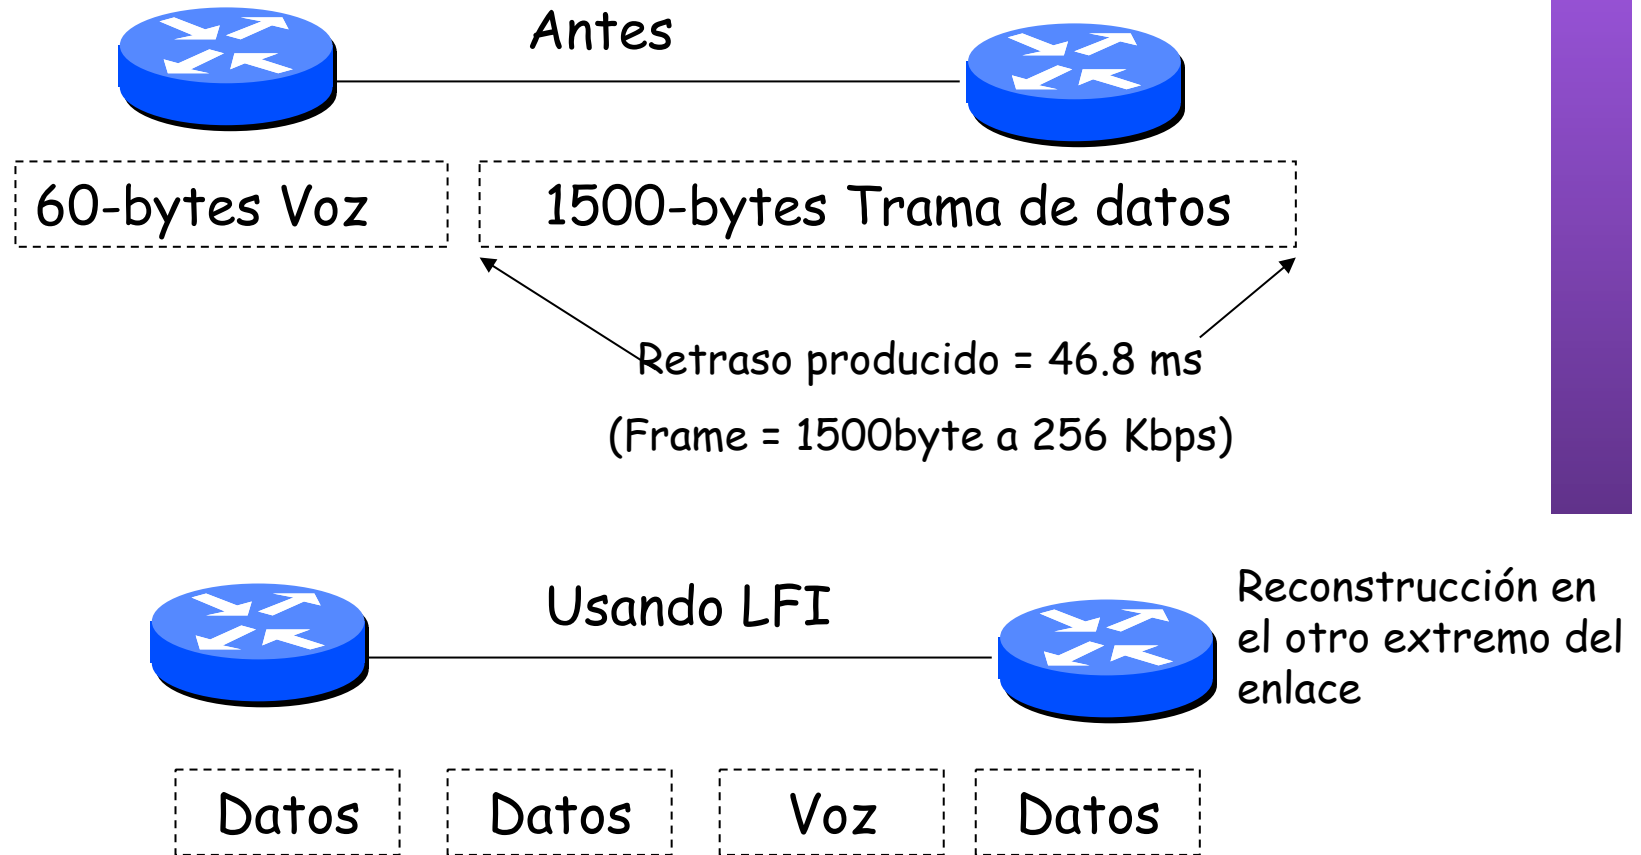 Antes
60-bytes Voz
1500-bytes Trama de datos
Retraso producido = 46.8 ms
(Frame = 1500byte a 256 Kbps)
Usando LFI
Reconstrucción en
el otro extremo del
enlace
Datos
Datos
Voz
Datos